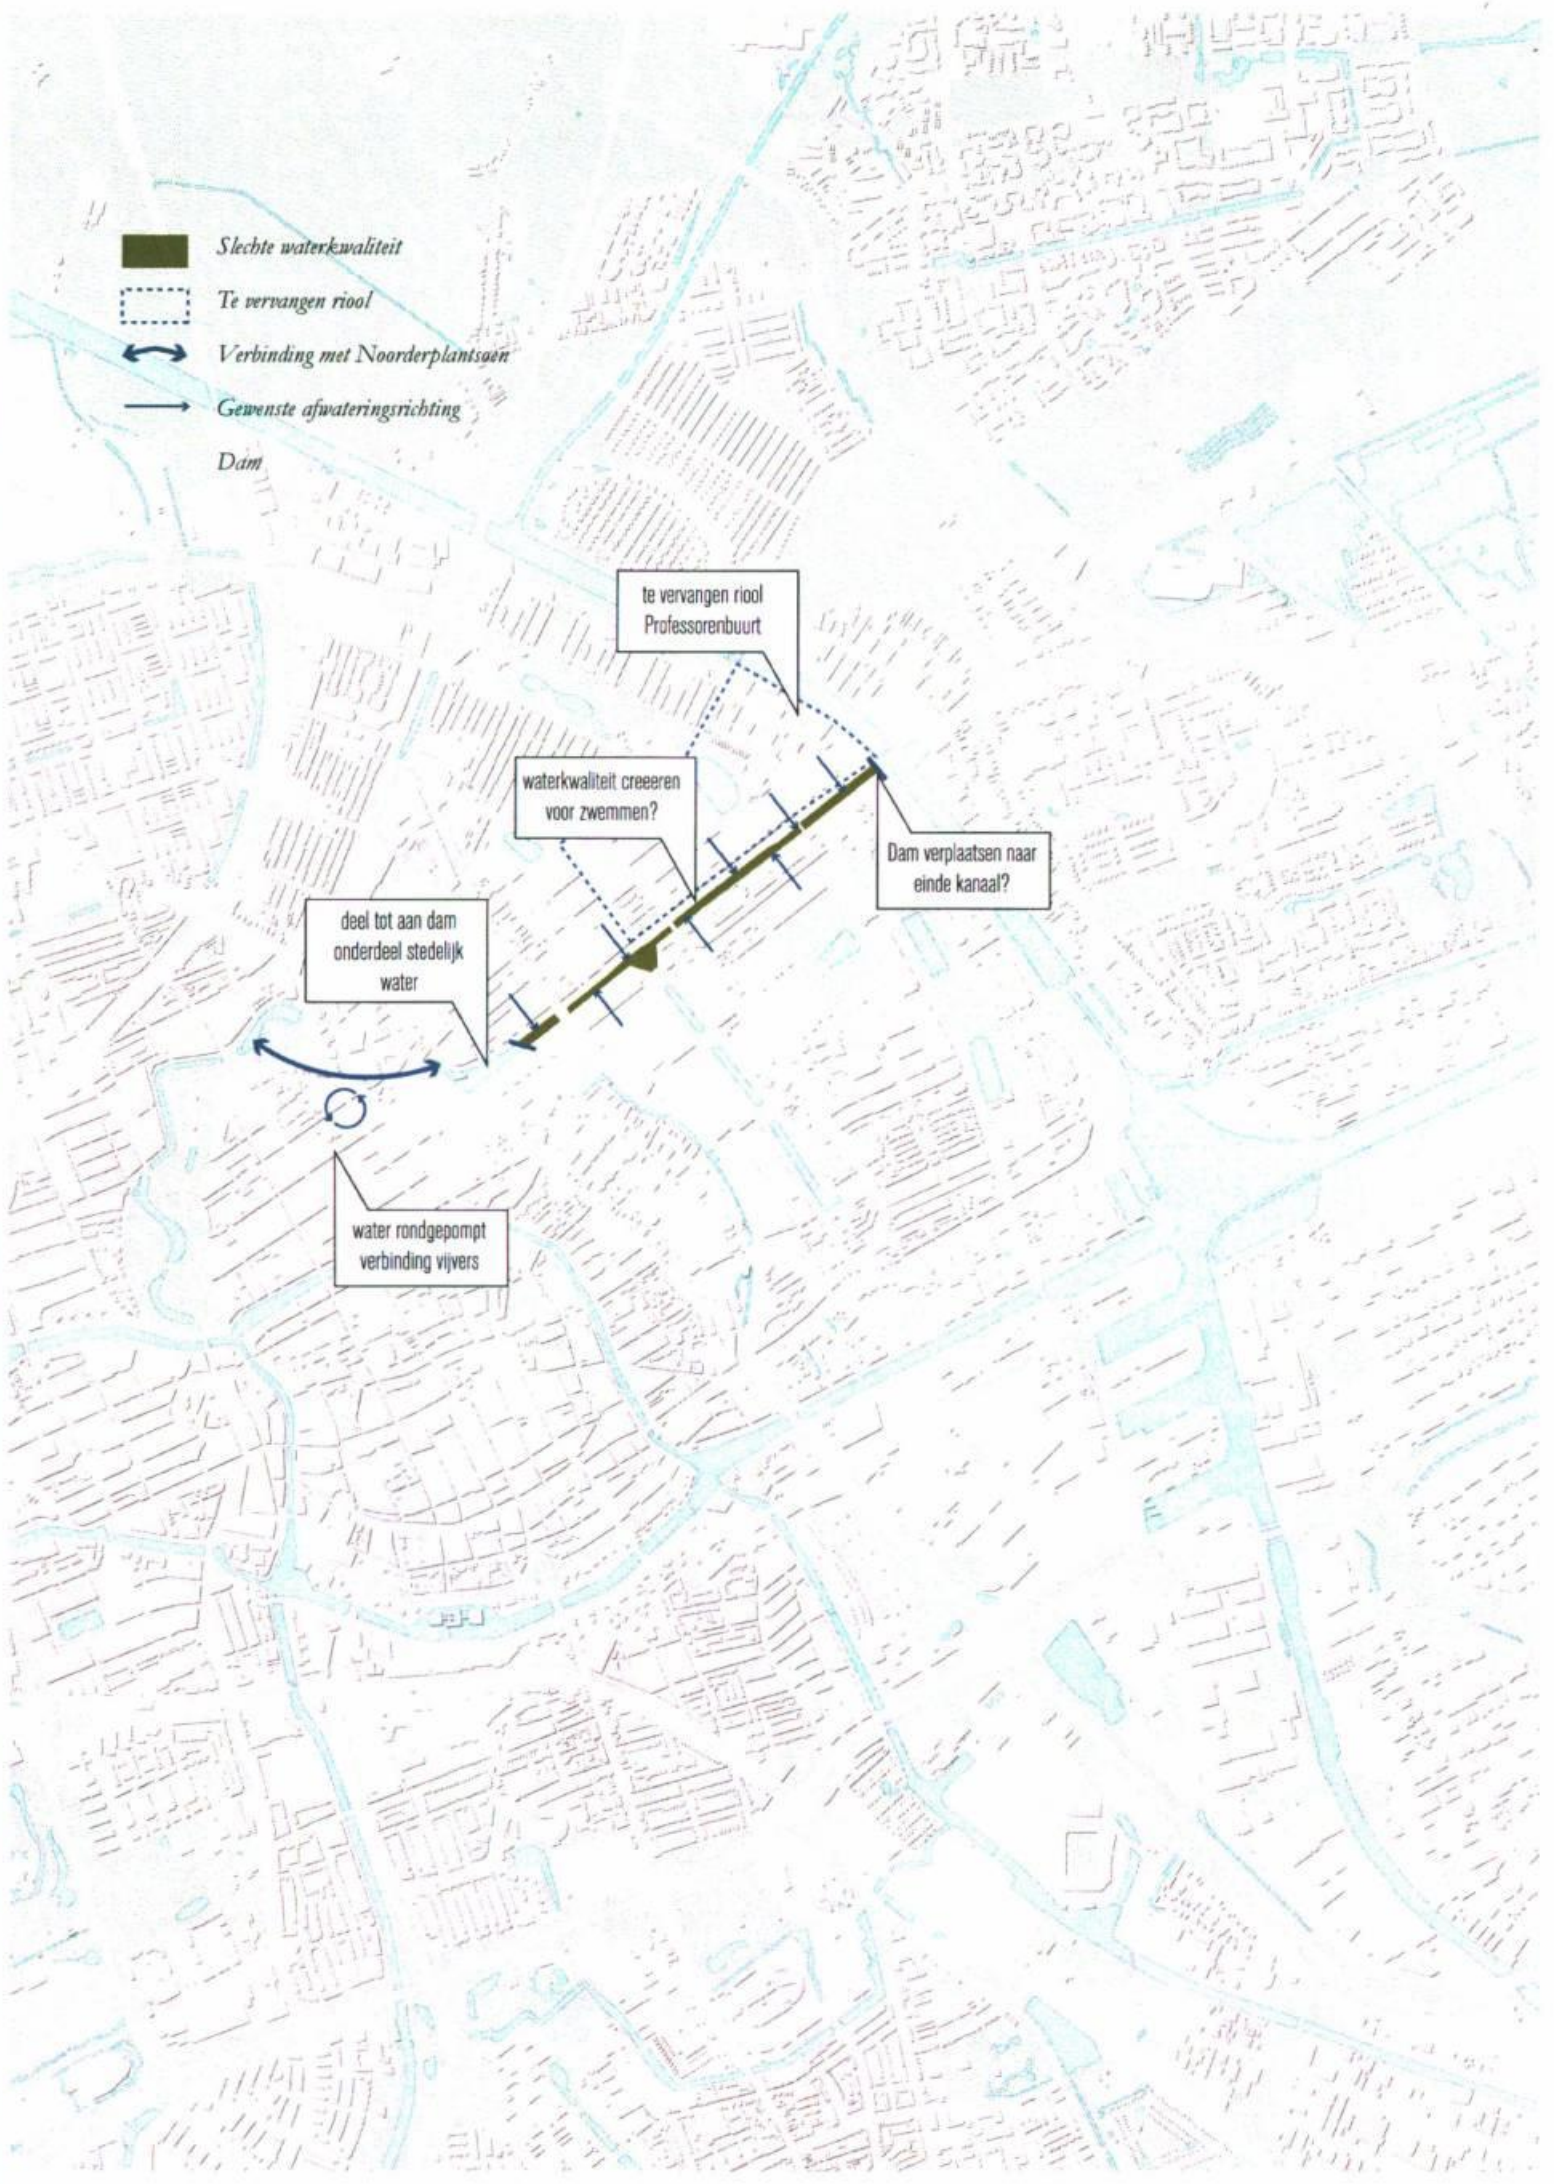 Slechte waterkwaliteit
Te vervangen riool
Verbinding met Noorderplantsoen
Gewenste afwateringsrichting
Dam
te vervangen riool
Professorenbuurt
waterkwaliteit creeeren
voor zwemmen?
Dam verplaatsen naar
einde kanaal?
deel tot aan dam
onderdeel stedelijk
water
water rondgepompt
verbinding vijvers